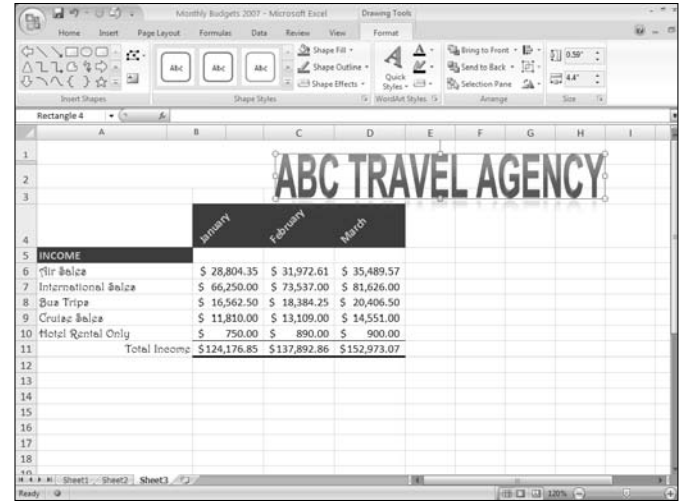 Monthly Budgets 2007 - Microsoft Excel Drawing Tools
Home Insert Page Layout Formulas Data Review View Format
Shape Fill Bring to Front 0.59"
Abc Abc Abc Shape Outline Quick Styles Send to Back 4.4"
Shape Effects Selection Pane
Insert Shapes Shape Styles WordArt Styles Arrange Size
Rectangle 4 fx
A B C D E F G H I
1
2 ABC TRAVEL AGENCY
3
4 January February March
5 INCOME
6 Air Sales $ 28,804.35 $ 31,972.61 $ 35,489.57
7 International Sales $ 66,250.00 $ 73,537.00 $ 81,626.00
8 Bus Trips $ 16,562.50 $ 18,384.25 $ 20,406.50
9 Cruise Sales $ 11,810.00 $ 13,109.00 $ 14,551.00
10 Hotel Rental Only $ 750.00 $ 890.00 $ 900.00
11 Total Income $124,176.85 $137,892.86 $152,973.07
12
13
14
15
16
17
18
19
Sheet1 Sheet2 Sheet3
Ready 120%